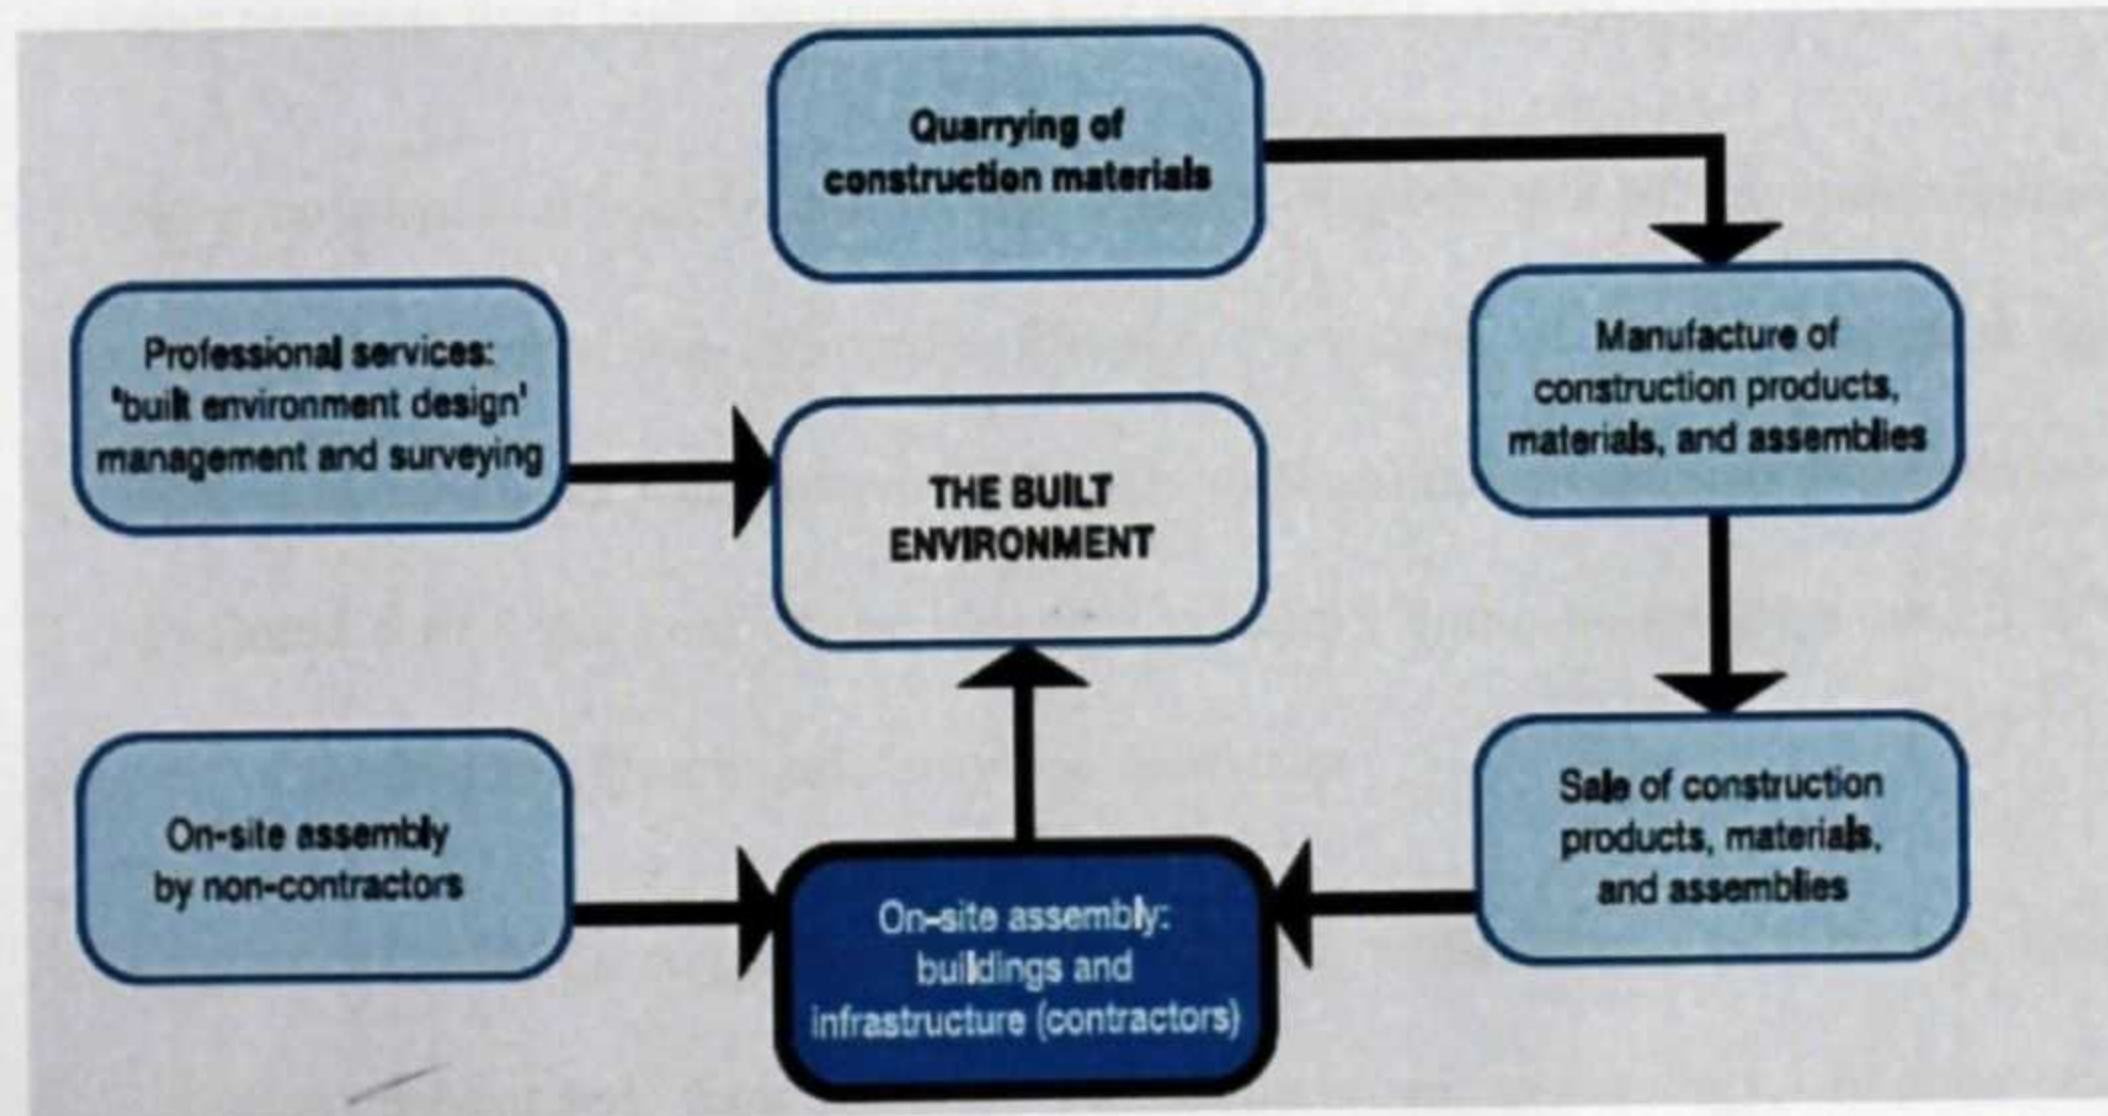 Quarrying of
construction materials
Professional services:
'built environment design'
management and surveying
Manufacture of
construction products,
materials, and assemblies
THE BUILT
ENVIRONMENT
On-site assembly
by non-contractors
On-site assembly:
buildings and
infrastructure (contractors)
Sale of construction
products, materials,
and assemblies